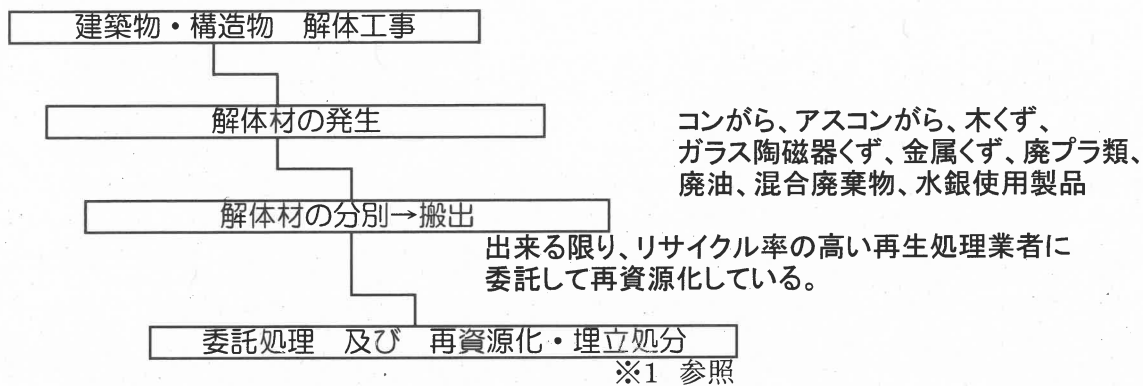 建築物・構造物　解体工事
解体材の発生
コンがら、アスコンがら、木くず、
ガラス陶磁器くず、金属くず、廃プラ類、
廃油、混合廃棄物、水銀使用製品
解体材の分別→搬出
出来る限り、リサイクル率の高い再生処理業者に
委託して再資源化している。
委託処理　及び　再資源化・埋立処分
※1 参照